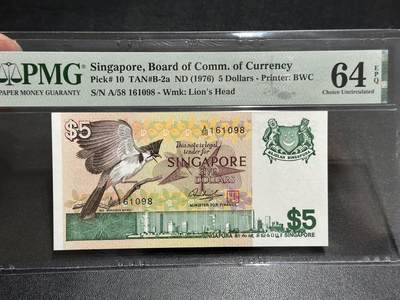 PMG
PAPER MONEY GUARANTY
Singapore, Board of Comm. of Currency
Pick# 10 TAN#B-2a ND (1976) 5 Dollars - Printer: BWC
S/N A/58 161098 - Wmk: Lion's Head
64 EPQ
Choice Uncirculated
$5
A/58 161098
This note is legal
tender for
SINGAPORE
FIVE
DOLLARS
MINISTER FOR FINANCE
A/58 161098
$5